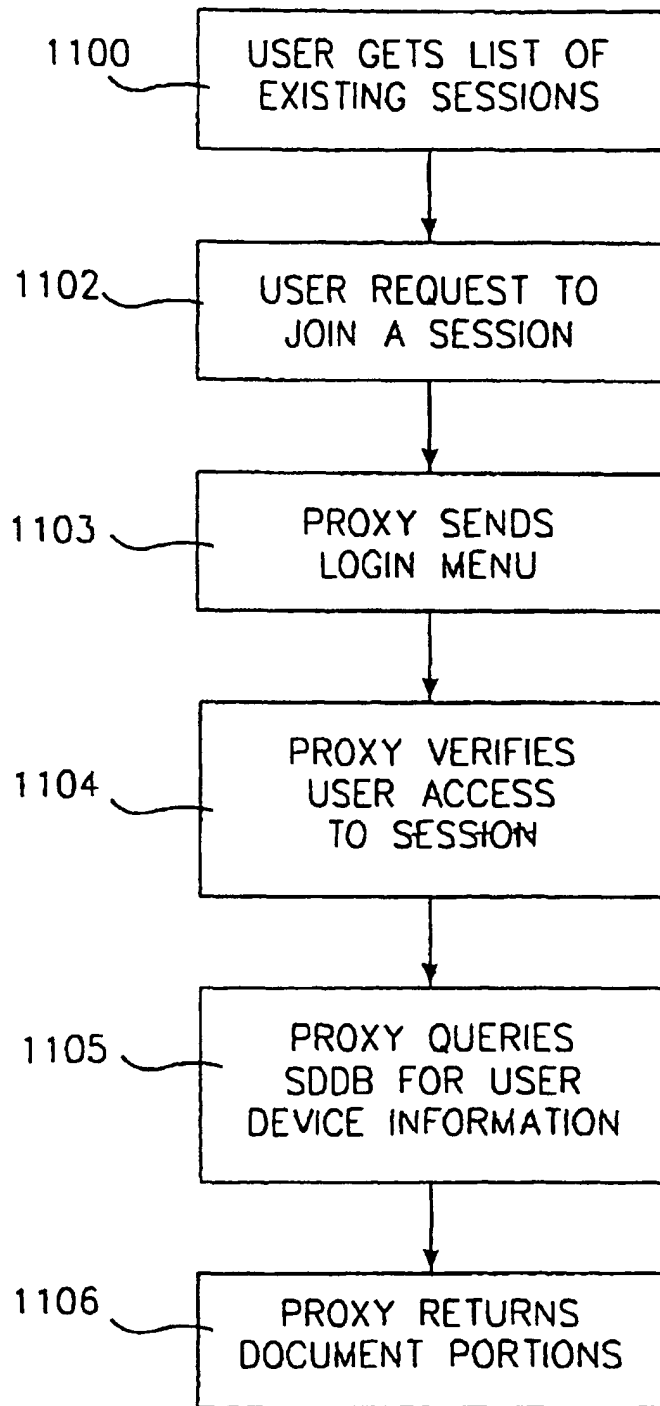 1100
USER GETS LIST OF
EXISTING SESSIONS
1102
USER REQUEST TO
JOIN A SESSION
1103
PROXY SENDS
LOGIN MENU
1104
PROXY VERIFIES
USER ACCESS
TO SESSION
1105
PROXY QUERIES
SDDB FOR USER
DEVICE INFORMATION
1106
PROXY RETURNS
DOCUMENT PORTIONS